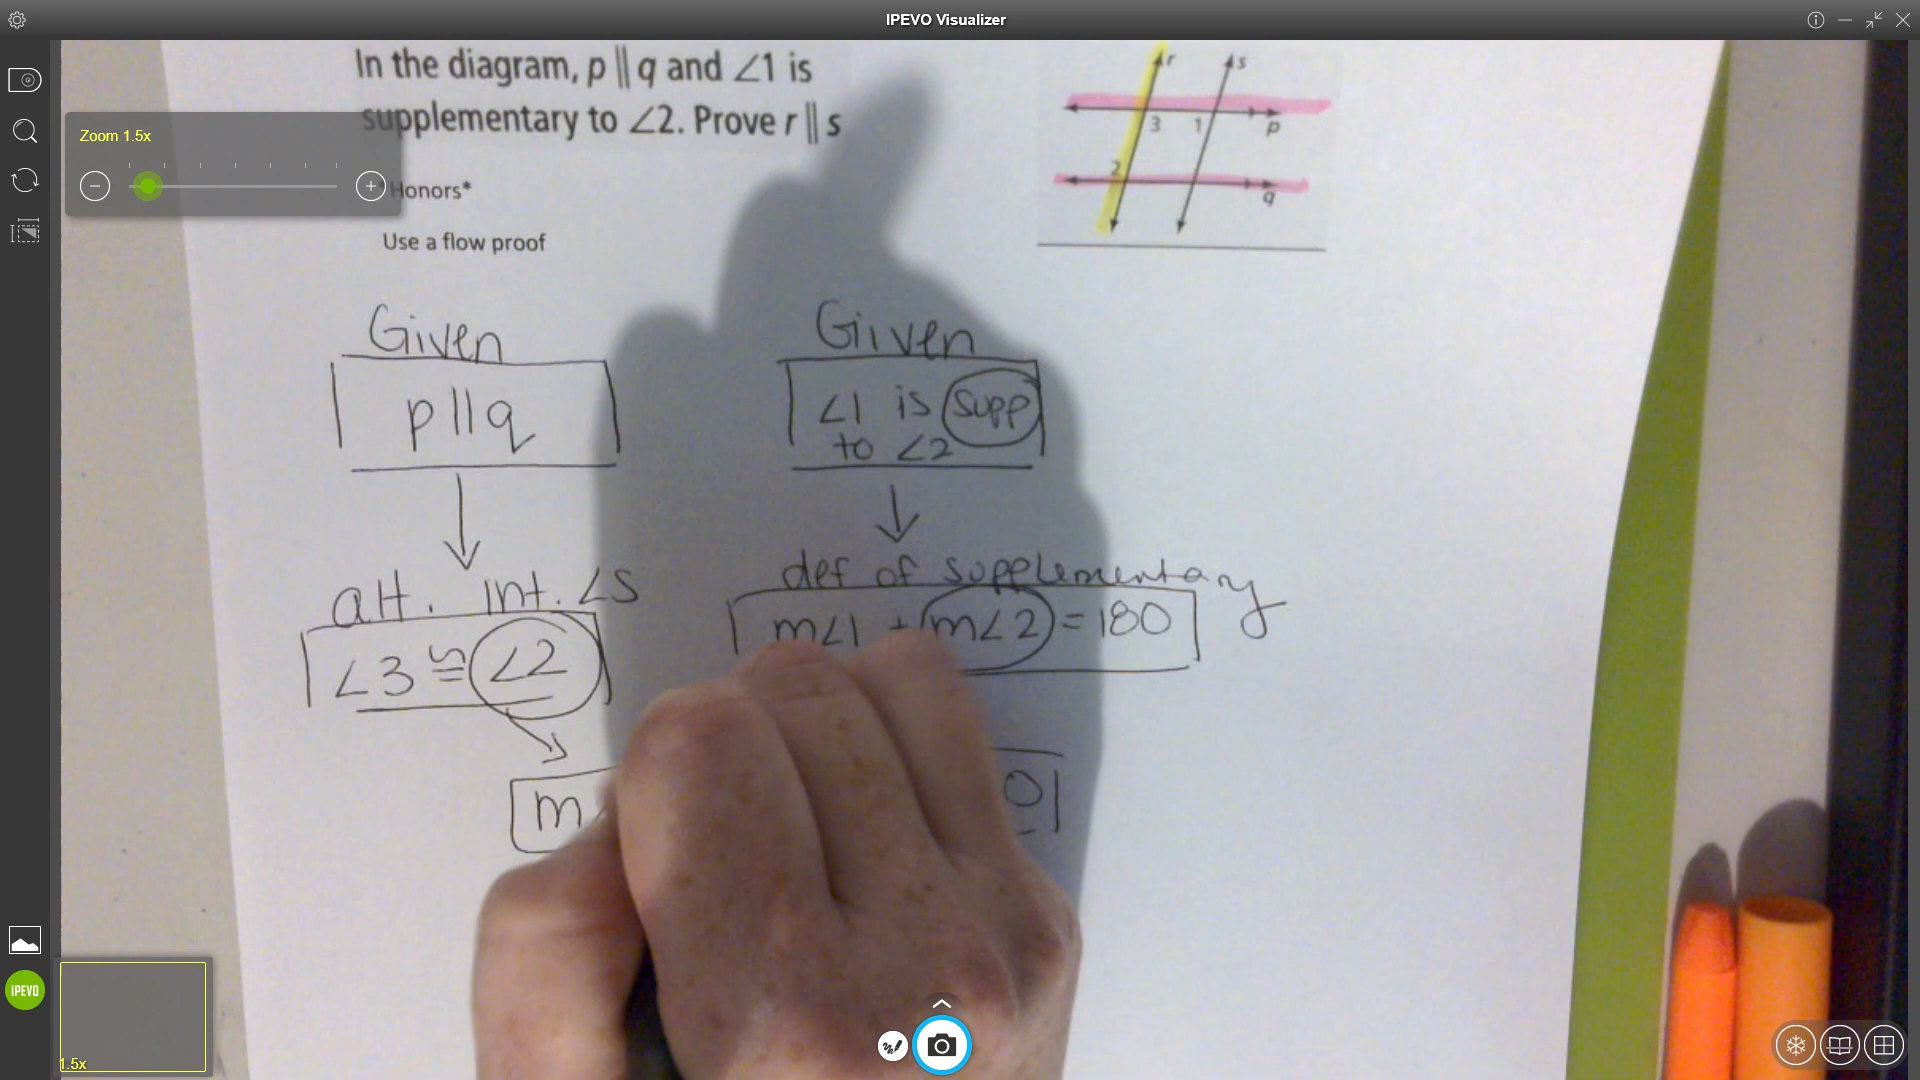 IPEVO Visualizer
In the diagram, p || q and ∠1 is
supplementary to ∠2. Prove r || s
Zoom 1.5x
Honors*
Use a flow proof
r
s
3
1
p
2
q
Given
p||q
Given
∠1 is supp
to ∠2
alt. int. ∠s
∠3 ≅ ∠2
def of supplementary
m∠1 + m∠2 = 180
m
0
IPEVO
1.5x